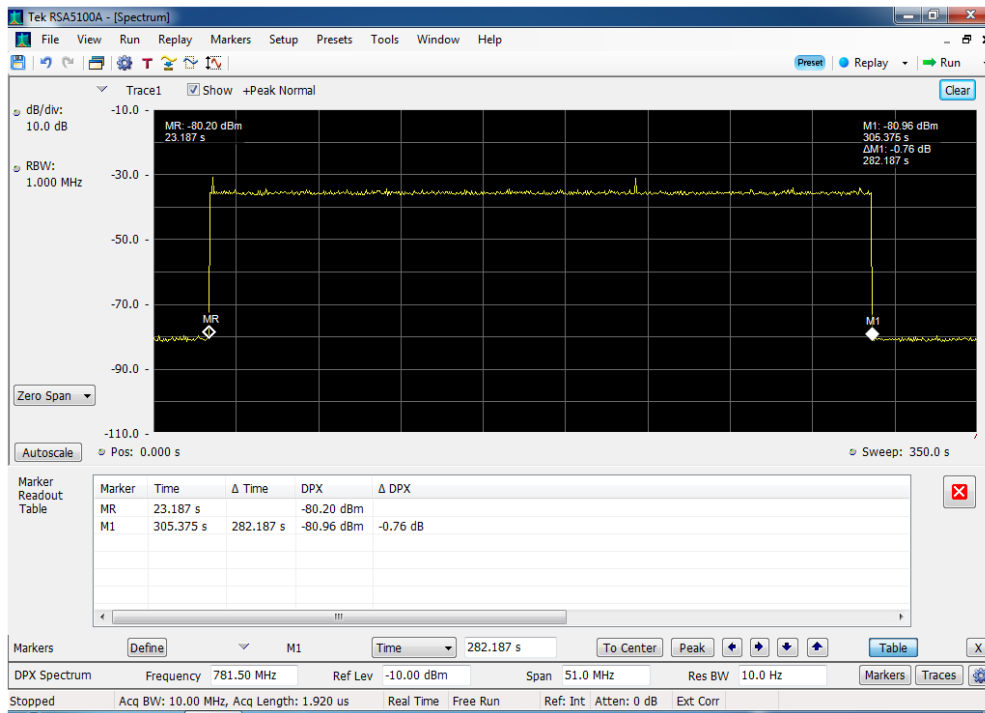 Tek RSA5100A - [Spectrum]
File View Run Replay Markers Setup Presets Tools Window Help
T Preset Replay Run
Trace1 Show +Peak Normal Clear
dB/div:
10.0 dB
RBW:
1.000 MHz
-10.0 -
-30.0 -
-50.0 -
-70.0 -
-90.0 -
-110.0 -
MR: -80.20 dBm
23.187 s
M1: -80.96 dBm
305.375 s
ΔM1: -0.76 dB
282.187 s
MR
M1
Zero Span
Autoscale Pos: 0.000 s Sweep: 350.0 s
Marker
Readout
Table
Marker Time Δ Time DPX Δ DPX
MR 23.187 s -80.20 dBm
M1 305.375 s 282.187 s -80.96 dBm -0.76 dB
Markers Define M1 Time 282.187 s To Center Peak Table X
DPX Spectrum Frequency 781.50 MHz Ref Lev -10.00 dBm Span 51.0 MHz Res BW 10.0 Hz Markers Traces
Stopped Acq BW: 10.00 MHz, Acq Length: 1.920 us Real Time Free Run Ref: Int Atten: 0 dB Ext Corr